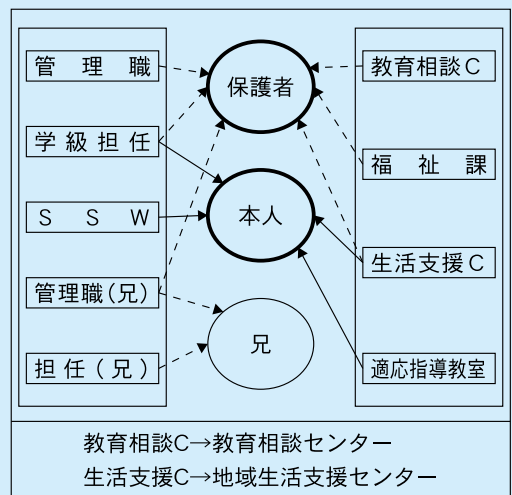 管理職
学級担任
SSW
管理職(兄)
担任(兄)
保護者
本人
兄
教育相談C
福祉課
生活支援C
適応指導教室
教育相談C→教育相談センター
生活支援C→地域生活支援センター